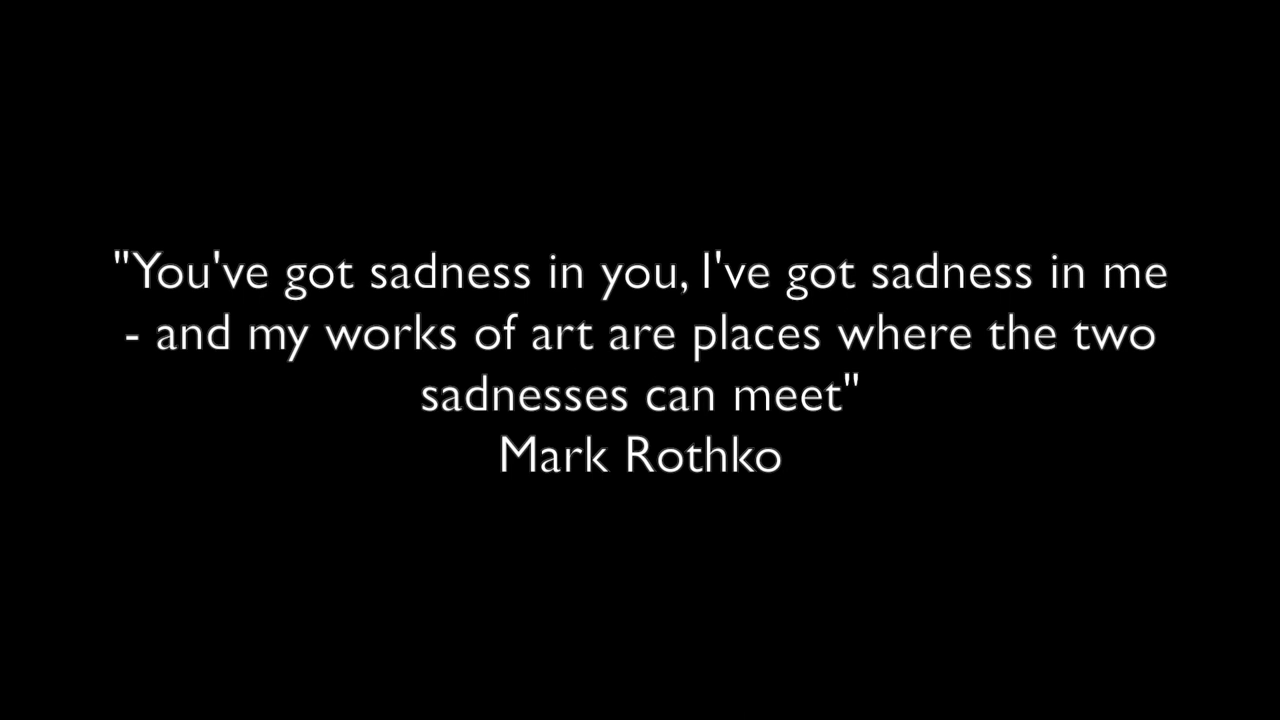 "You've got sadness in you, I've got sadness in me
- and my works of art are places where the two
sadnesses can meet"
Mark Rothko